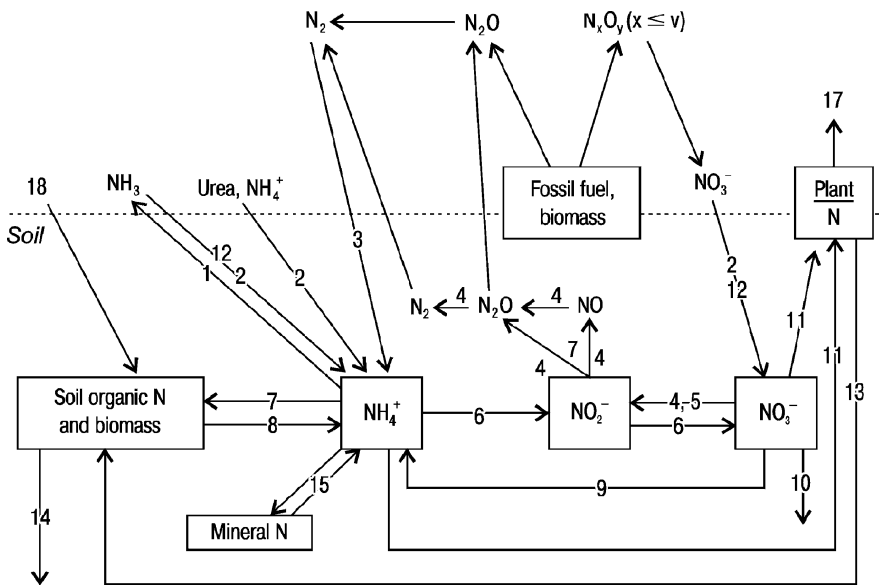 N₂
N₂O
NₓOᵧ (x ≤ v)
17
18
NH₃
Urea, NH₄⁺
Fossil fuel,
biomass
NO₃⁻
Plant
N
Soil
12
1
2
2
3
2
12
N₂
4
N₂O
4
NO
11
7
4
4
11
13
Soil organic N
and biomass
7
8
NH₄⁺
6
NO₂⁻
4, 5
6
NO₃⁻
15
9
10
14
Mineral N